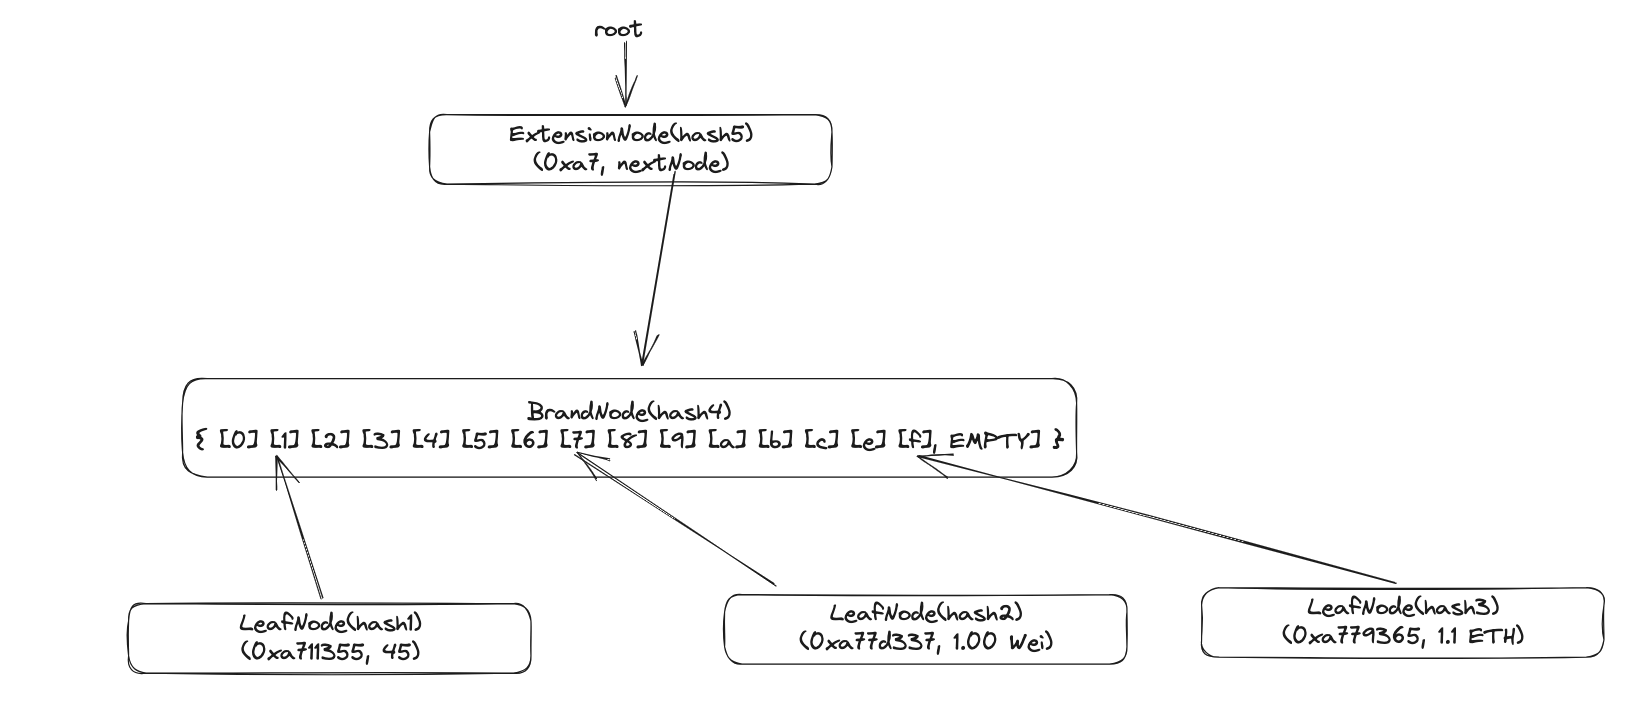 root
ExtensionNode(hash5)
(0xa7, nextNode)
BrandNode(hash4)
{ [0] [1] [2] [3] [4] [5] [6] [7] [8] [9] [a] [b] [c] [e] [f], EMPTY] }
LeafNode(hash1)
(0xa711355, 45)
LeafNode(hash2)
(0xa77d337, 1.00 Wei)
LeafNode(hash3)
(0xa779365, 1.1 ETH)